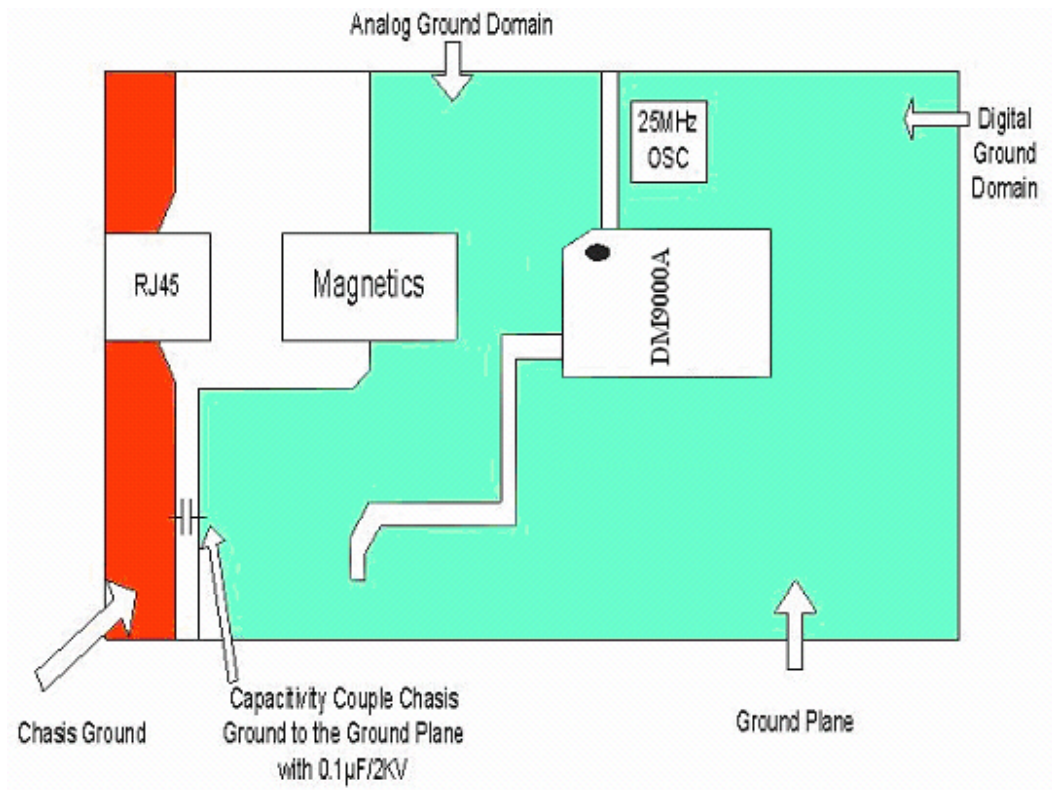 Analog Ground Domain
25MHz
OSC
Digital
Ground
Domain
RJ45
Magnetics
DM9000A
Chasis Ground
Capacitivity Couple Chasis
Ground to the Ground Plane
with 0.1µF/2KV
Ground Plane